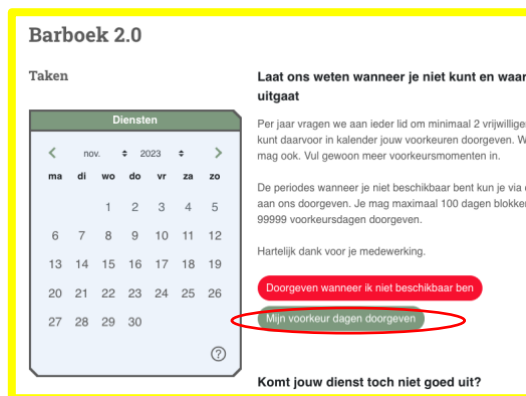 Barboek 2.0
Taken
Diensten
nov. 2023
ma di wo do vr za zo
1 2 3 4 5
6 7 8 9 10 11 12
13 14 15 16 17 18 19
20 21 22 23 24 25 26
27 28 29 30
?
Laat ons weten wanneer je niet kunt en waar
uitgaat
Per jaar vragen we aan ieder lid om minimaal 2
kunt daarvoor in kalender jouw voorkeuren doorgeven.
mag ook. Vul gewoon meer voorkeursmomenten in.
De periodes wanneer je niet beschikbaar bent kun je via
aan ons doorgeven. Je mag maximaal 100 dagen
99999 voorkeursdagen doorgeven.
Hartelijk dank voor je medewerking.
Doorgeven wanneer ik niet beschikbaar ben
Mijn voorkeur dagen doorgeven
Komt jouw dienst toch niet goed uit?